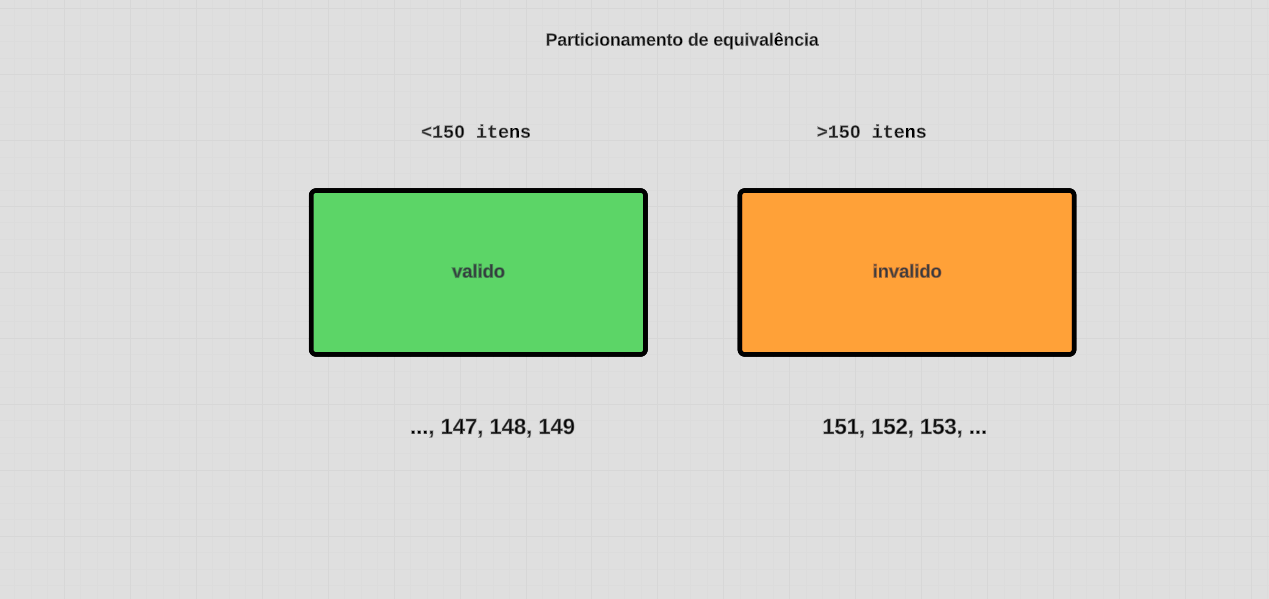 Particionamento de equivalência
<150 itens
>150 itens
valido
invalido
..., 147, 148, 149
151, 152, 153, ...